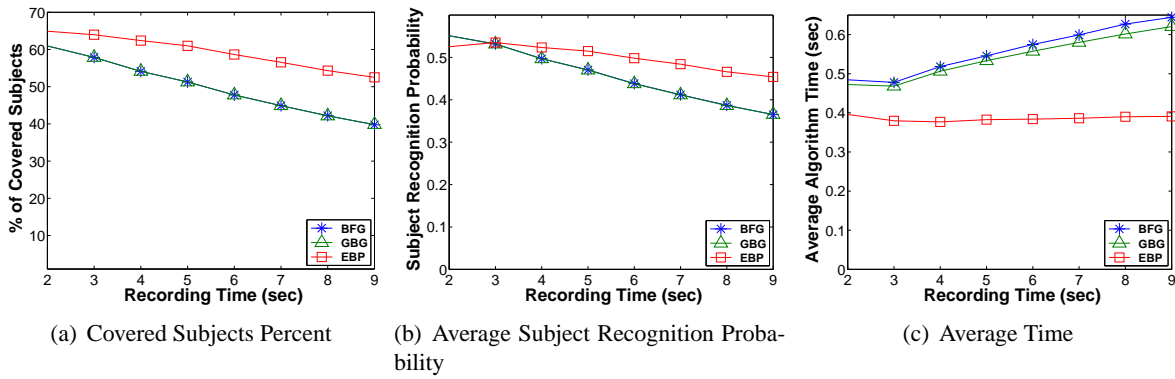 70
60
50
40
30
20
10
2 3 4 5 6 7 8 9
% of Covered Subjects
Recording Time (sec)
BFG
GBG
EBP
(a) Covered Subjects Percent
0.5
0.4
0.3
0.2
0.1
0
2 3 4 5 6 7 8 9
Subject Recognition Probability
Recording Time (sec)
BFG
GBG
EBP
(b) Average Subject Recognition Proba-
bility
0.6
0.5
0.4
0.3
0.2
0.1
0
2 3 4 5 6 7 8 9
Average Algorithm Time (sec)
Recording Time (sec)
BFG
GBG
EBP
(c) Average Time